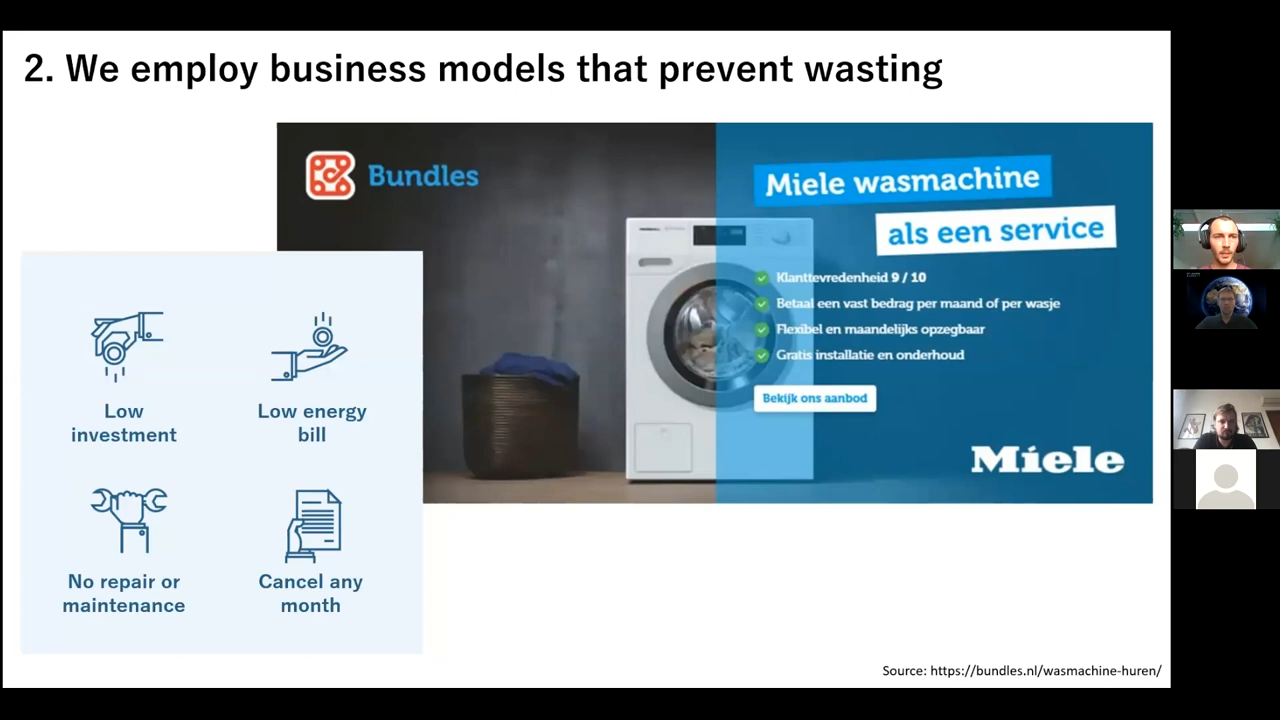 2. We employ business models that prevent wasting
Bundles
Miele wasmachine
als een service
Klanttevredenheid 9 / 10
Betaal een vast bedrag per maand of per wasje
Flexibel en maandelijks opzegbaar
Gratis installatie en onderhoud
Bekijk ons aanbod
Miele
Low
investment
Low energy
bill
No repair or
maintenance
Cancel any
month
Source: https://bundles.nl/wasmachine-huren/